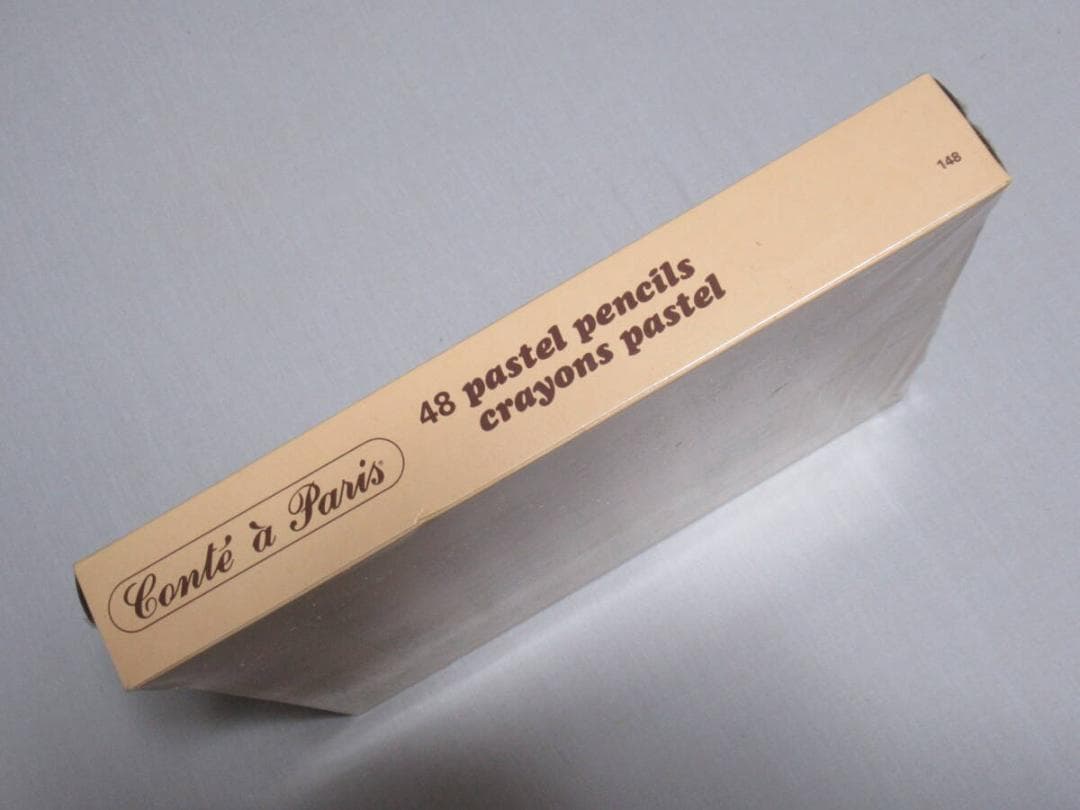 Conté à Paris
48 pastel pencils
crayons pastel
148